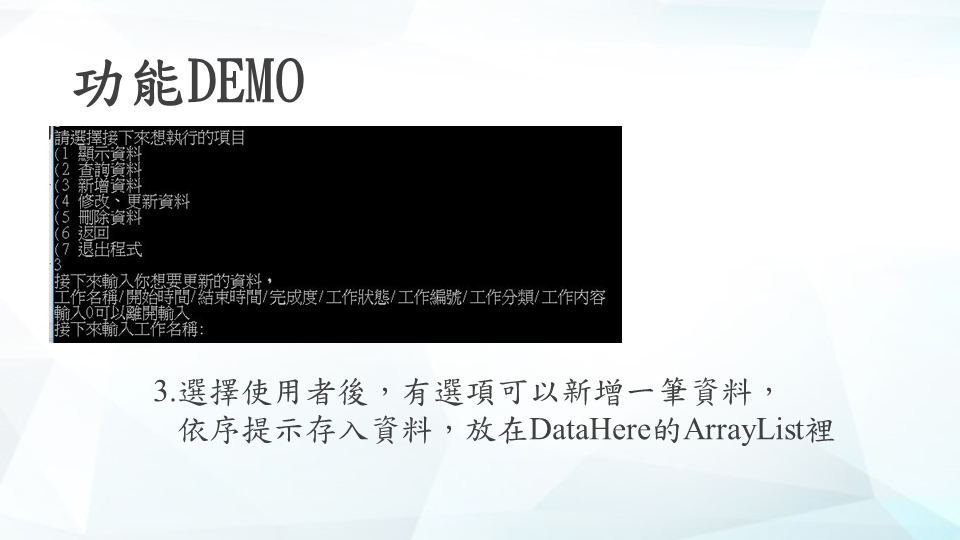 功能DEMO
請選擇接下來想執行的項目
(1 顯示資料
(2 查詢資料
(3 新增資料
(4 修改、更新資料
(5 刪除資料
(6 返回
(7 退出程式
3
接下來輸入你想要更新的資料，
工作名稱/開始時間/結束時間/完成度/工作狀態/工作編號/工作分類/工作內容
輸入0可以離開輸入
接下來輸入工作名稱:
3.選擇使用者後，有選項可以新增一筆資料，
依序提示存入資料，放在DataHere的ArrayList裡